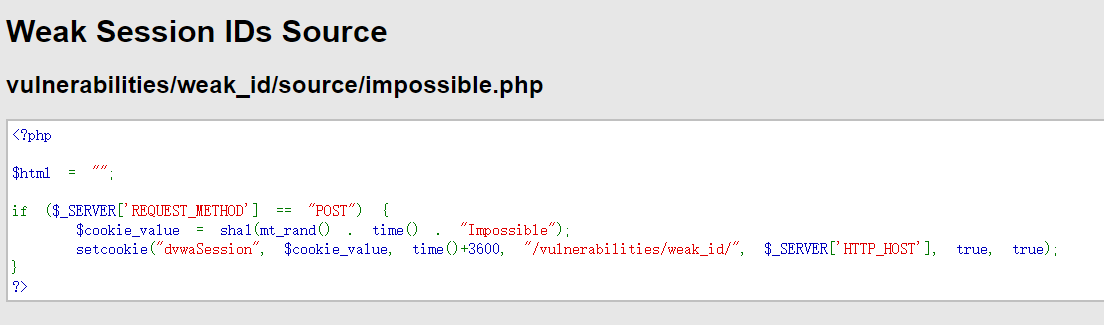 Weak Session IDs Source
vulnerabilities/weak_id/source/impossible.php
<?php
$html = "";
if ($_SERVER['REQUEST_METHOD'] == "POST") {
$cookie_value = sha1(mt_rand() . time() . "Impossible");
setcookie("dvwaSession", $cookie_value, time()+3600, "/vulnerabilities/weak_id/", $_SERVER['HTTP_HOST'], true, true);
}
?>